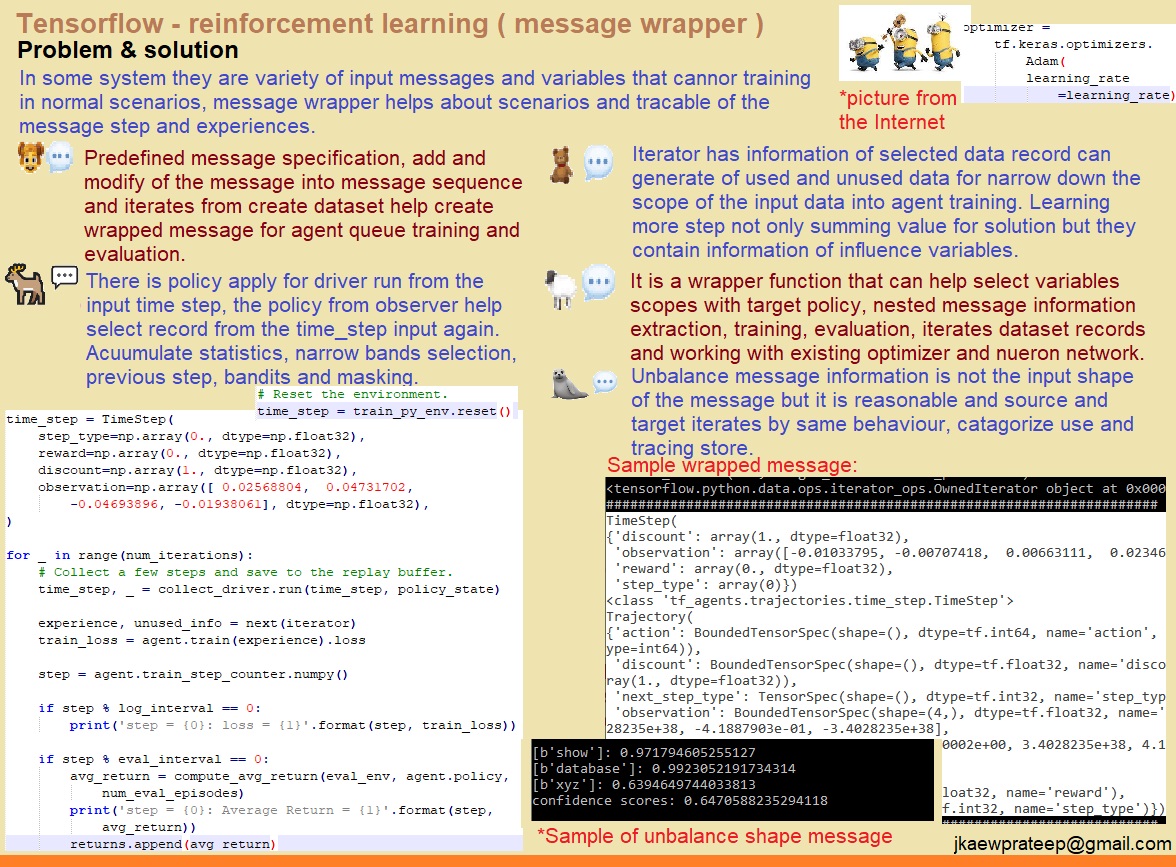 Tensorflow - reinforcement learning ( message wrapper )
Problem & solution
In some system they are variety of input messages and variables that cannor training
in normal scenarios, message wrapper helps about scenarios and tracable of the
message step and experiences.
optimizer =
tf.keras.optimizers.
Adam(
learning_rate
=learning_rate)
*picture from
the Internet
Predefined message specification, add and
modify of the message into message sequence
and iterates from create dataset help create
wrapped message for agent queue training and
evaluation.
There is policy apply for driver run from the
input time step, the policy from observer help
select record from the time_step input again.
Acuumulate statistics, narrow bands selection,
previous step, bandits and masking.
Iterator has information of selected data record can
generate of used and unused data for narrow down the
scope of the input data into agent training. Learning
more step not only summing value for solution but they
contain information of influence variables.
It is a wrapper function that can help select variables
scopes with target policy, nested message information
extraction, training, evaluation, iterates dataset records
and working with existing optimizer and nueron network.
Unbalance message information is not the input shape
of the message but it is reasonable and source and
target iterates by same behaviour, catagorize use and
tracing store.
# Reset the environment.
time_step = train_py_env.reset()
time_step = TimeStep(
step_type=np.array(0., dtype=np.float32),
reward=np.array(0., dtype=np.float32),
discount=np.array(1., dtype=np.float32),
observation=np.array([ 0.02568804,  0.04731702,
-0.04693896, -0.01938061], dtype=np.float32),
)
for _ in range(num_iterations):
# Collect a few steps and save to the replay buffer.
time_step, _ = collect_driver.run(time_step, policy_state)
experience, unused_info = next(iterator)
train_loss = agent.train(experience).loss
step = agent.train_step_counter.numpy()
if step % log_interval == 0:
print('step = {0}: loss = {1}'.format(step, train_loss))
if step % eval_interval == 0:
avg_return = compute_avg_return(eval_env, agent.policy,
num_eval_episodes)
print('step = {0}: Average Return = {1}'.format(step,
avg_return))
returns.append(avg_return)
Sample wrapped message:
<tensorflow.python.data.ops.iterator_ops.OwnedIterator object at 0x000
######################################################################
TimeStep(
{'discount': array(1., dtype=float32),
'observation': array([-0.01033795, -0.00707418,  0.00663111,  0.02346
'reward': array(0., dtype=float32),
'step_type': array(0)})
<class 'tf_agents.trajectories.time_step.TimeStep'>
Trajectory(
{'action': BoundedTensorSpec(shape=(), dtype=tf.int64, name='action',
ype=int64)),
'discount': BoundedTensorSpec(shape=(), dtype=tf.float32, name='disco
ray(1., dtype=float32)),
'next_step_type': TensorSpec(shape=(), dtype=tf.int32, name='step_typ
'observation': BoundedTensorSpec(shape=(4,), dtype=tf.float32, name='
28235e+38, -4.1887903e-01, -3.4028235e+38],
0002e+00, 3.4028235e+38, 4.1
loat32, name='reward'),
f.int32, name='step_type')})
############################
[b'show']: 0.971794605255127
[b'database']: 0.9923052191734314
[b'xyz']: 0.6394649744033813
confidence scores: 0.6470588235294118
*Sample of unbalance shape message
jkaewprateep@gmail.com